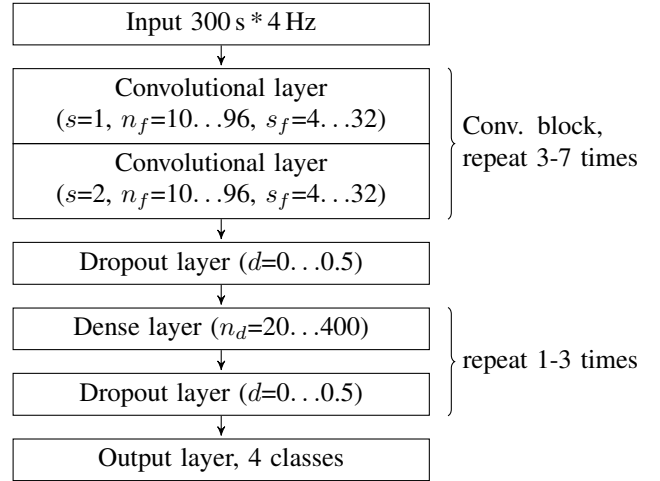 Input 300 s * 4 Hz
Convolutional layer
(s=1, n_f=10...96, s_f=4...32)
Convolutional layer
(s=2, n_f=10...96, s_f=4...32)
Conv. block,
repeat 3-7 times
Dropout layer (d=0...0.5)
Dense layer (n_d=20...400)
Dropout layer (d=0...0.5)
repeat 1-3 times
Output layer, 4 classes